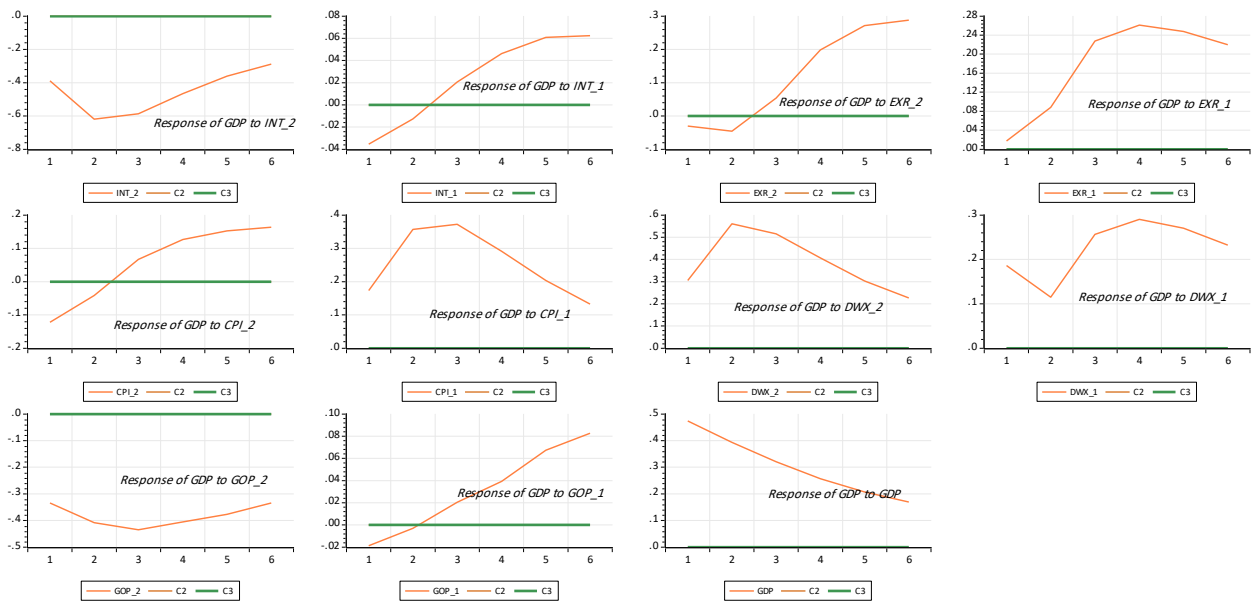 .0
-.2
-.4
-.6
-.8
Response of GDP to INT_2
1 2 3 4 5 6
INT_2 C2 C3
.08
.06
.04
.02
.00
-.02
-.04
Response of GDP to INT_1
1 2 3 4 5 6
INT_1 C2 C3
.3
.2
.1
.0
-.1
Response of GDP to EXR_2
1 2 3 4 5 6
EXR_2 C2 C3
.28
.24
.20
.16
.12
.08
.04
.00
Response of GDP to EXR_1
1 2 3 4 5 6
EXR_1 C2 C3
.2
.1
.0
-.1
-.2
Response of GDP to CPI_2
1 2 3 4 5 6
CPI_2 C2 C3
.4
.3
.2
.1
.0
Response of GDP to CPI_1
1 2 3 4 5 6
CPI_1 C2 C3
.6
.5
.4
.3
.2
.1
.0
Response of GDP to DWX_2
1 2 3 4 5 6
DWX_2 C2 C3
.3
.2
.1
.0
Response of GDP to DWX_1
1 2 3 4 5 6
DWX_1 C2 C3
.0
-.1
-.2
-.3
-.4
-.5
Response of GDP to GOP_2
1 2 3 4 5 6
GOP_2 C2 C3
.10
.08
.06
.04
.02
.00
-.02
Response of GDP to GOP_1
1 2 3 4 5 6
GOP_1 C2 C3
.5
.4
.3
.2
.1
.0
Response of GDP to GDP
1 2 3 4 5 6
GDP C2 C3